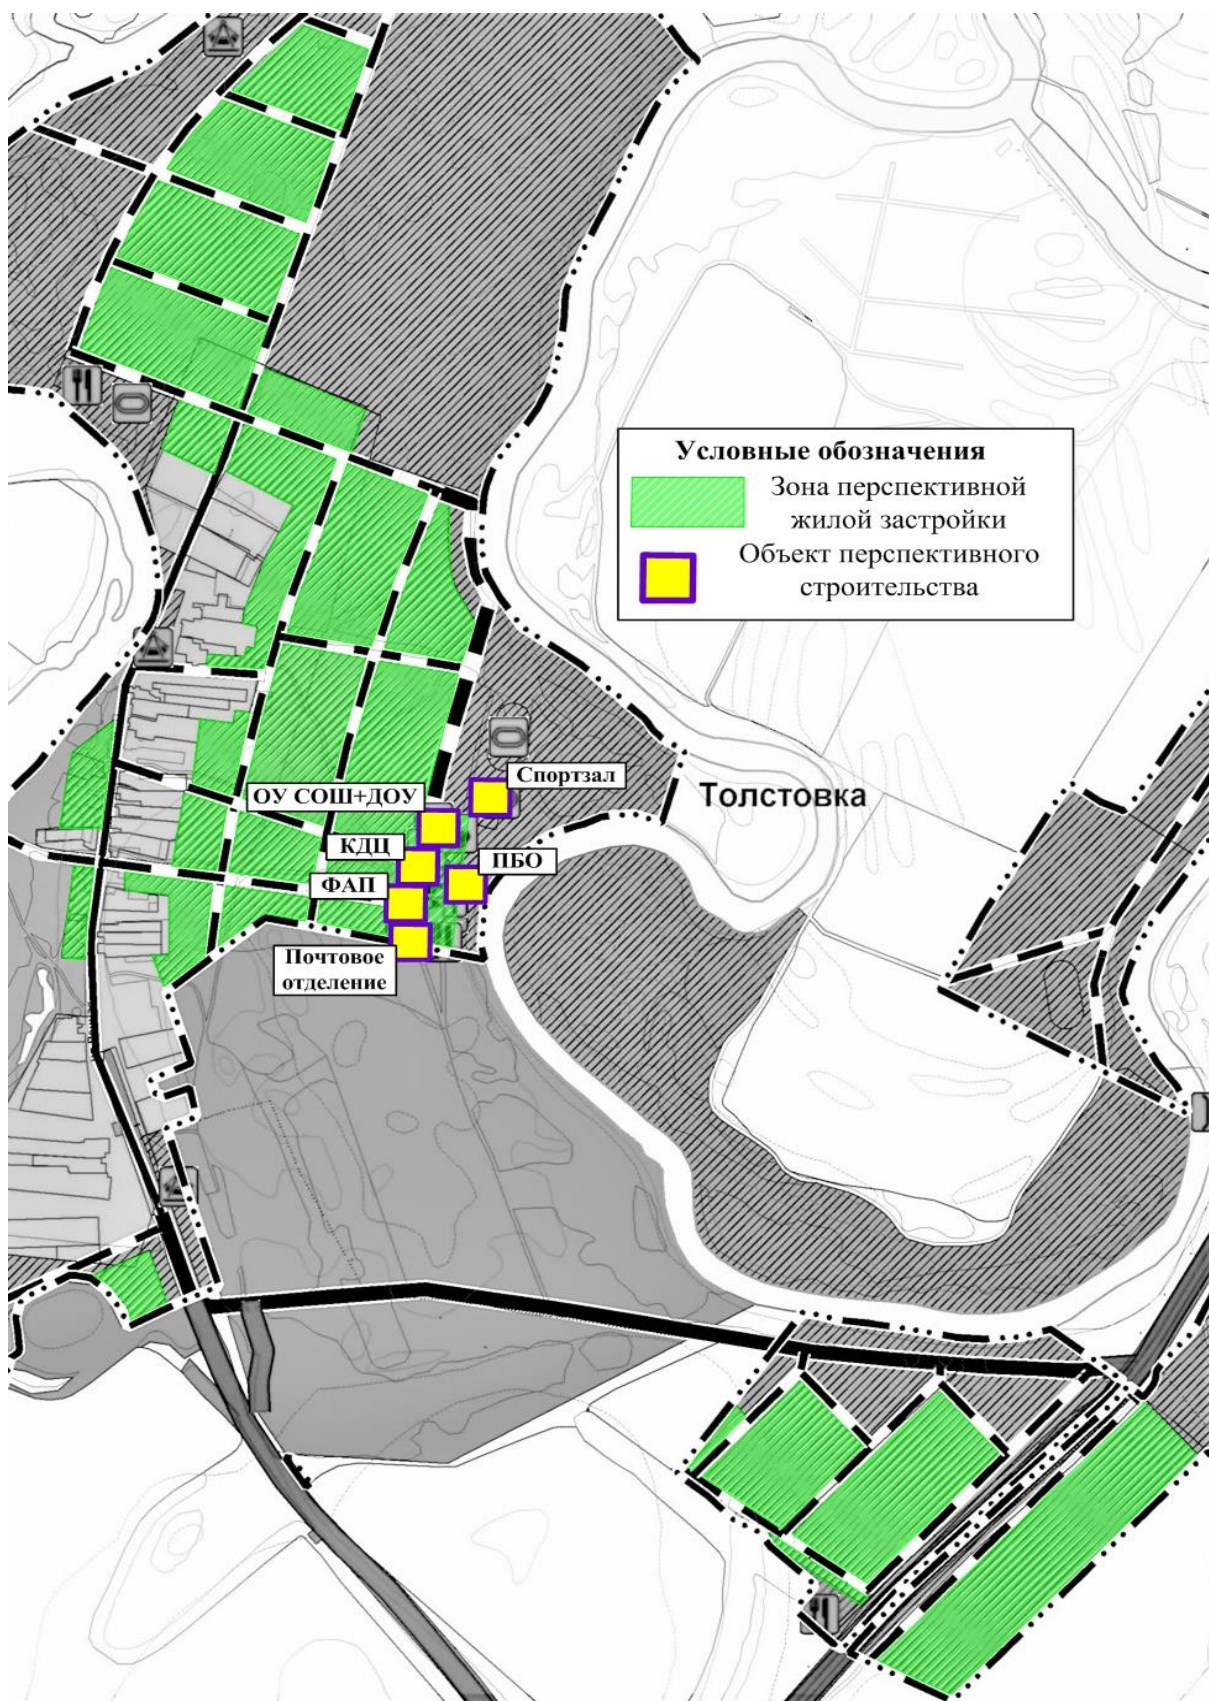 Условные обозначения
Зона перспективной
жилой застройки
Объект перспективного
строительства
Спортзал
Толстовка
ОУ СОШ+ДОУ
КДЦ
ПБО
ФАП
Почтовое
отделение